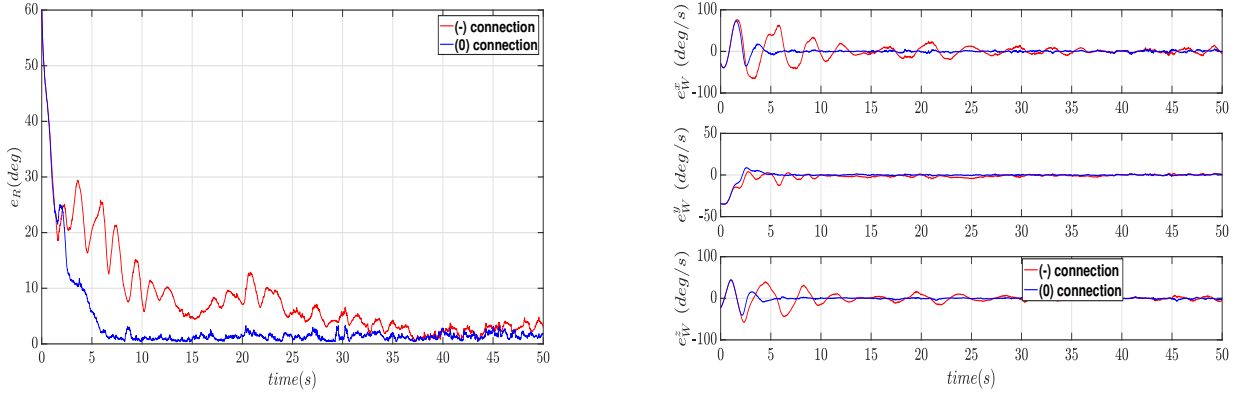 60
50
40
30
20
10
0
e_R(deg)
(-) connection
(0) connection
0 5 10 15 20 25 30 35 40 45 50
time(s)
100
0
-100
e^x_W (deg/s)
0 5 10 15 20 25 30 35 40 45 50
50
0
-50
e^y_W (deg/s)
0 5 10 15 20 25 30 35 40 45 50
100
0
-100
e^z_W (deg/s)
(-) connection
(0) connection
0 5 10 15 20 25 30 35 40 45 50
time(s)